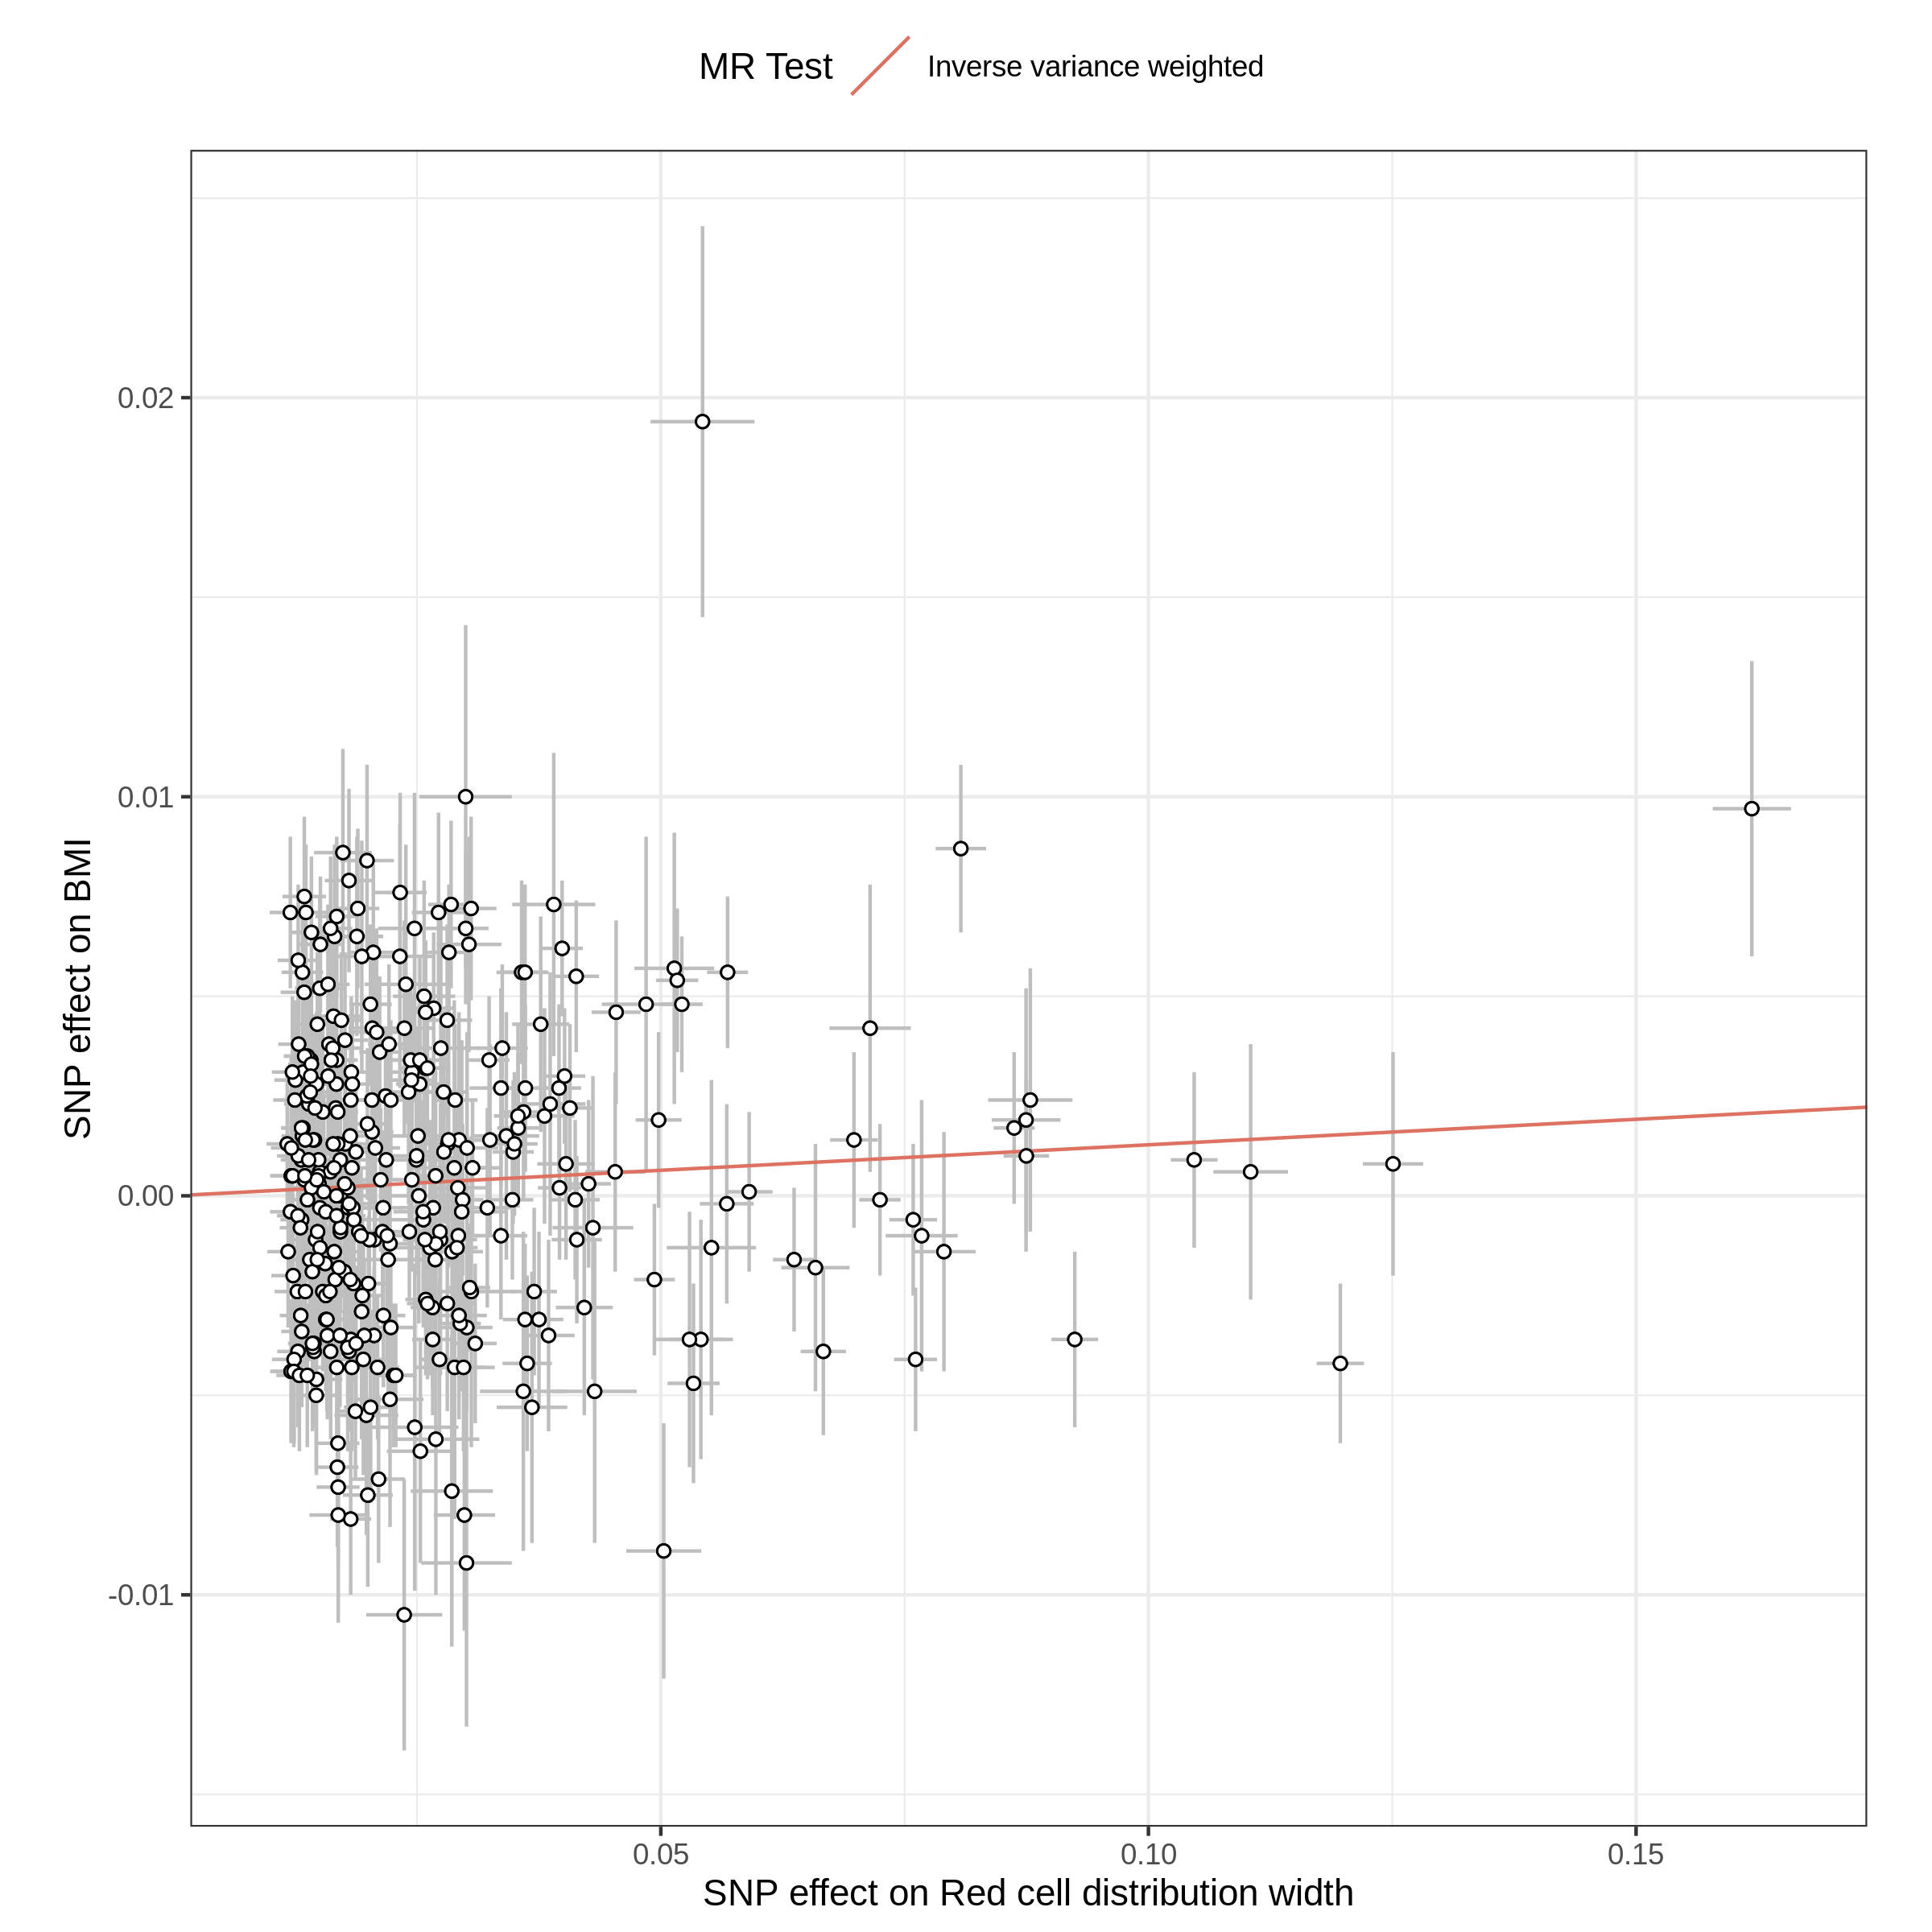 MR Test
Inverse variance weighted
SNP effect on BMI
0.02
0.01
0.00
-0.01
0.05
0.10
0.15
SNP effect on Red cell distribution width